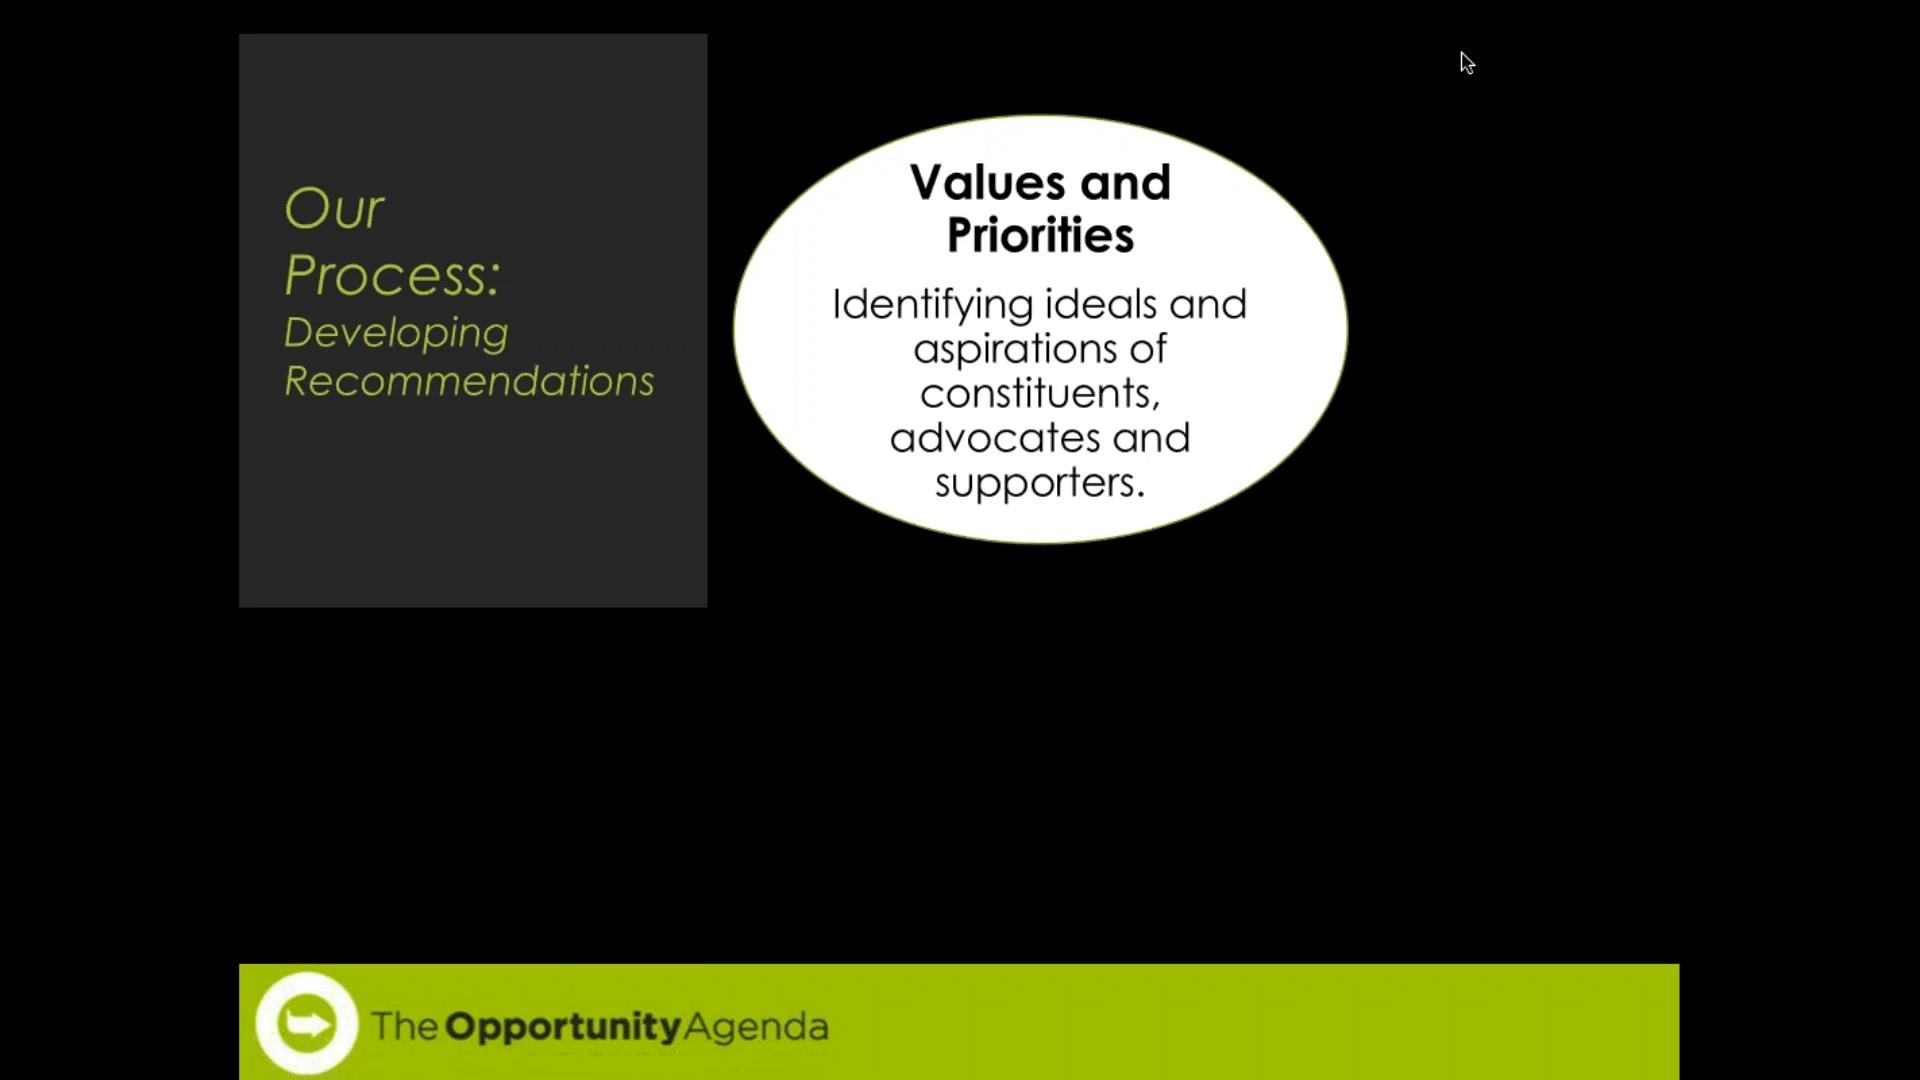 Our
Process:
Developing
Recommendations
Values and
Priorities
Identifying ideals and
aspirations of
constituents,
advocates and
supporters.
The Opportunity Agenda